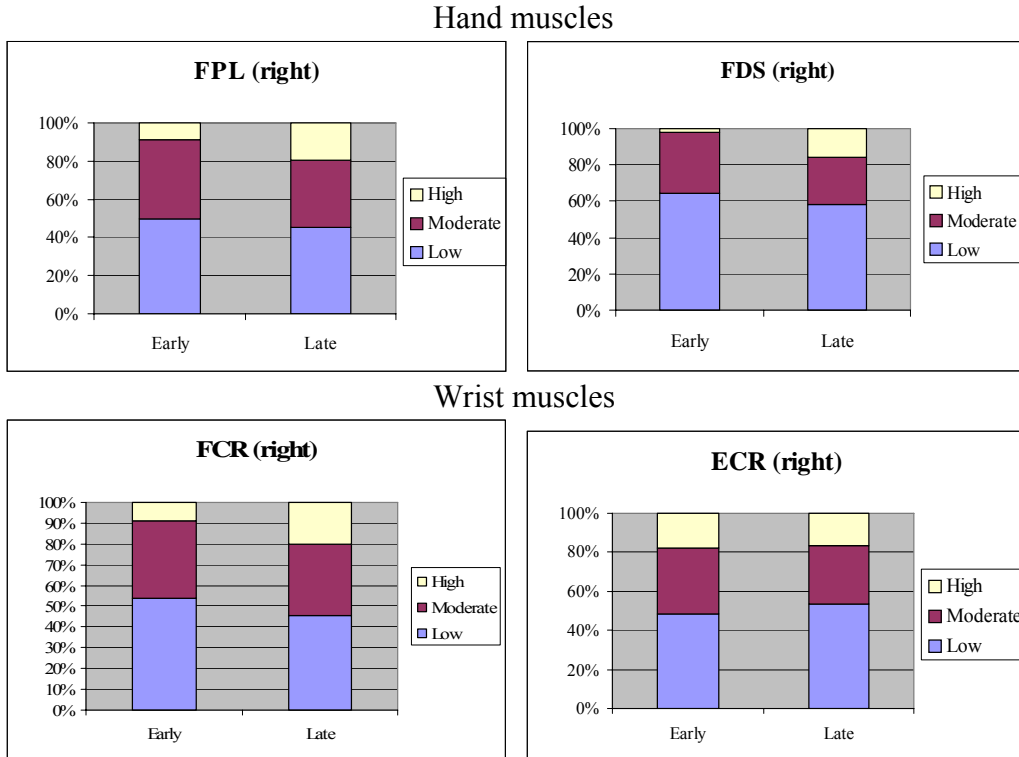 Hand muscles
FPL (right)
100%
80%
60%
40%
20%
0%
Early Late
High
Moderate
Low
FDS (right)
100%
80%
60%
40%
20%
0%
Early Late
High
Moderate
Low
Wrist muscles
FCR (right)
100%
90%
80%
70%
60%
50%
40%
30%
20%
10%
0%
Early Late
High
Moderate
Low
ECR (right)
100%
80%
60%
40%
20%
0%
Early Late
High
Moderate
Low